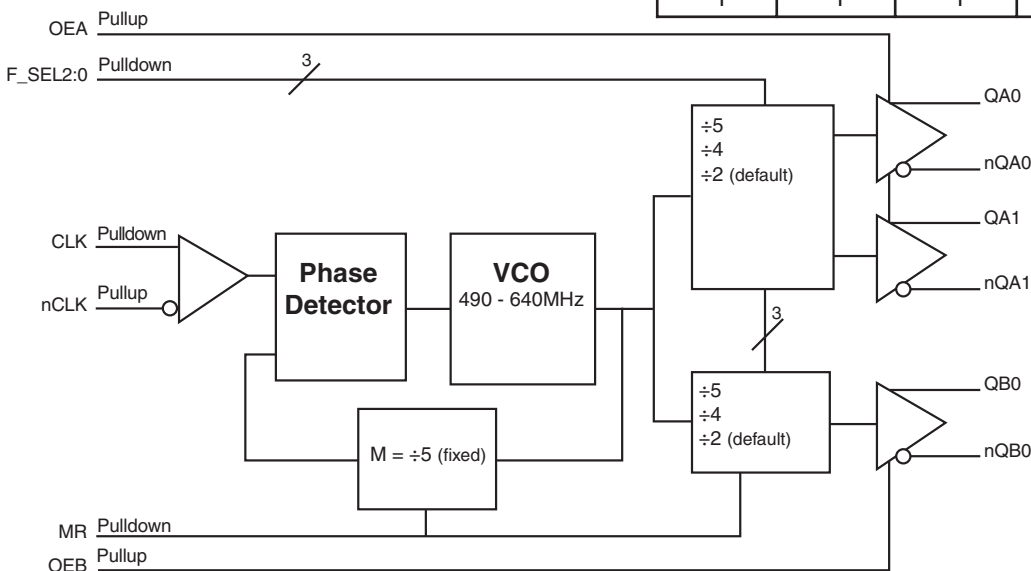 OEA Pullup
F_SEL2:0 Pulldown
3
QA0
÷5
÷4
÷2 (default)
nQA0
QA1
CLK Pulldown
Phase
Detector
VCO
490 - 640MHz
nCLK Pullup
nQA1
3
÷5
÷4
÷2 (default)
QB0
M = ÷5 (fixed)
nQB0
MR Pulldown
OEB Pullup